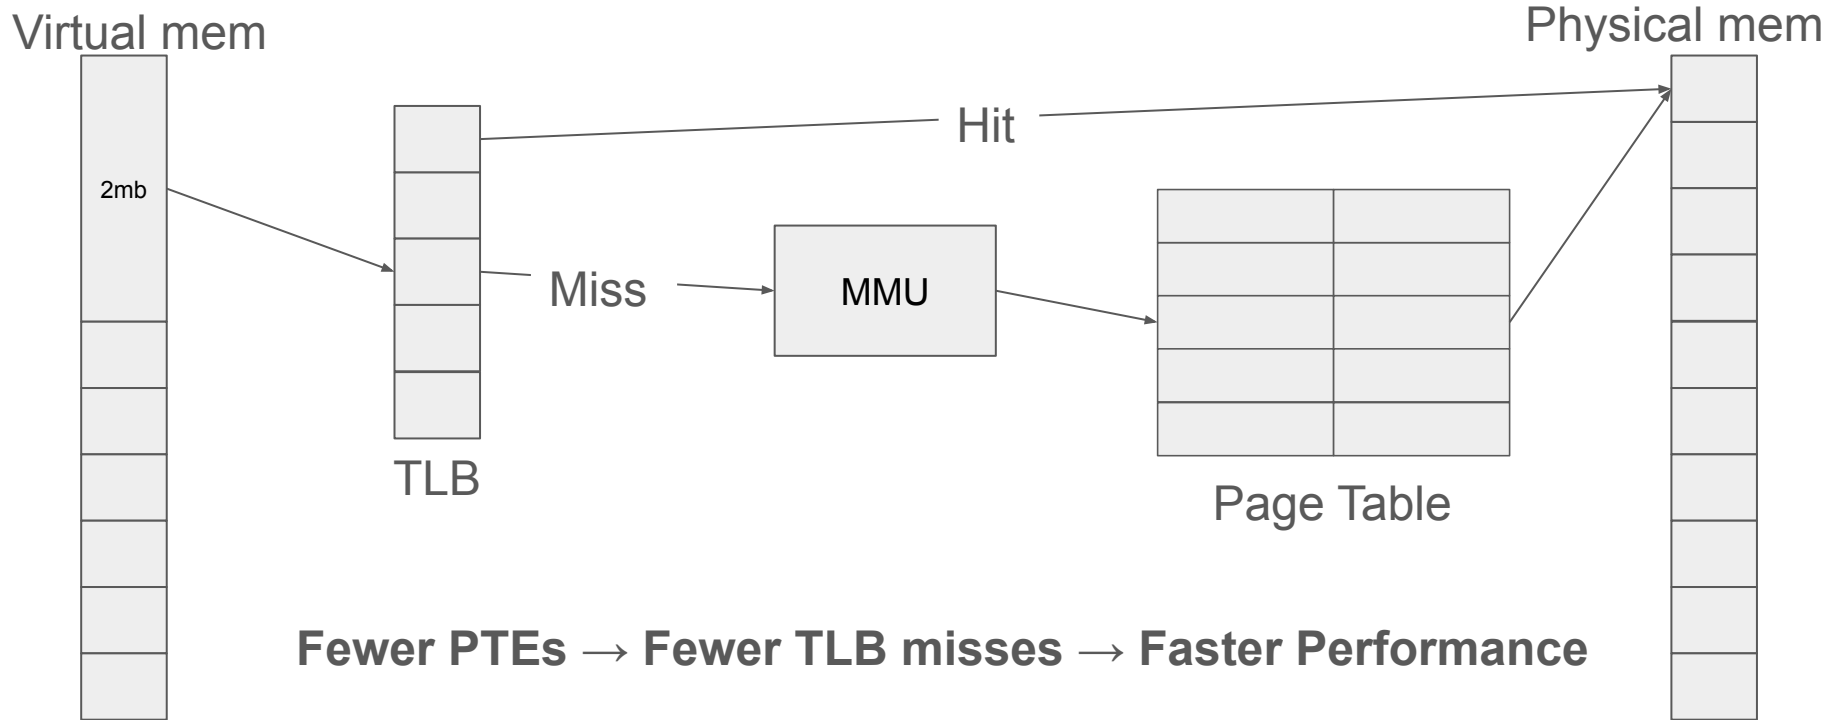 Virtual mem
Physical mem
Hit
2mb
Miss
MMU
TLB
Page Table
Fewer PTEs → Fewer TLB misses → Faster Performance